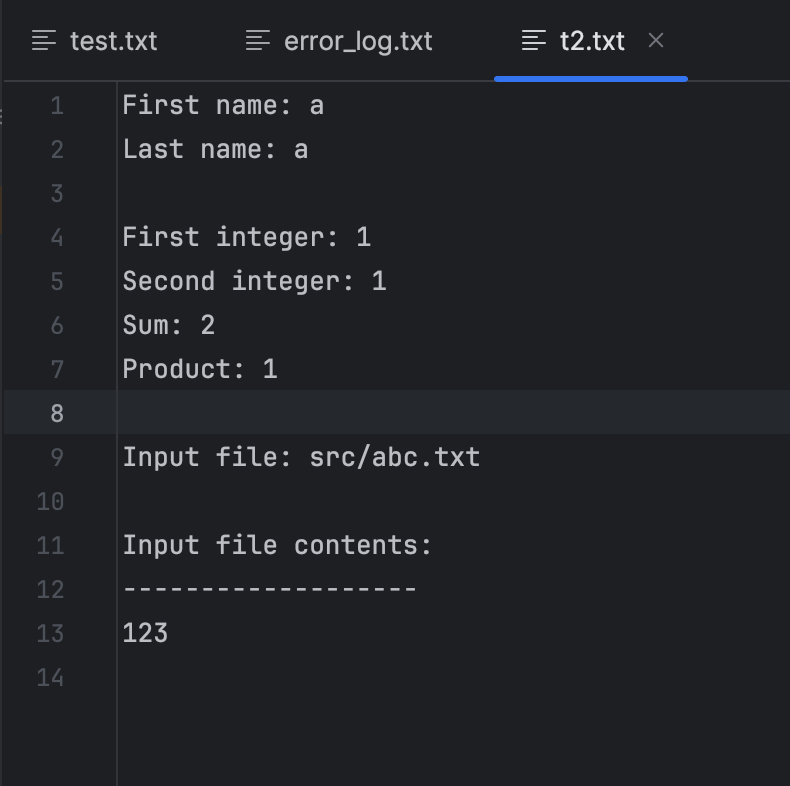 test.txt error_log.txt t2.txt
1 First name: a
2 Last name: a
3
4 First integer: 1
5 Second integer: 1
6 Sum: 2
7 Product: 1
8
9 Input file: src/abc.txt
10
11 Input file contents:
12 -------------------
13 123
14